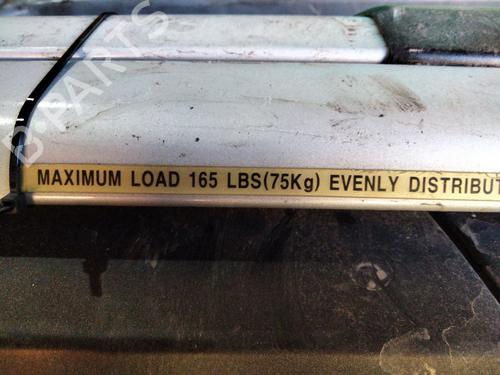 B-PARTS
MAXIMUM LOAD 165 LBS(75Kg) EVENLY DISTRIBUT